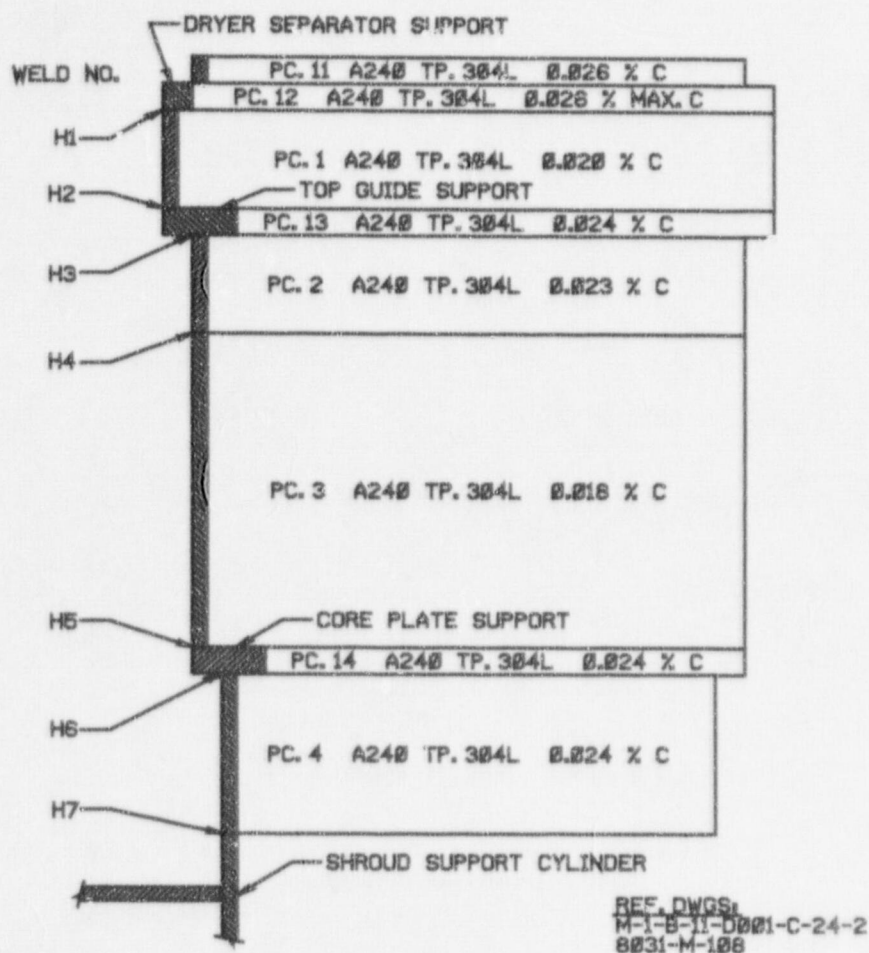 DRYER SEPARATOR SUPPORT
WELD NO.
PC. 11 A240 TP. 304L 0.026 % C
PC. 12 A240 TP. 304L 0.026 % MAX. C
H1
PC. 1 A240 TP. 304L 0.020 % C
H2
TOP GUIDE SUPPORT
PC. 13 A240 TP. 304L 0.024 % C
H3
PC. 2 A240 TP. 304L 0.023 % C
H4
PC. 3 A240 TP. 304L 0.018 % C
H5
CORE PLATE SUPPORT
PC. 14 A240 TP. 304L 0.024 % C
H6
PC. 4 A240 TP. 304L 0.024 % C
H7
SHROUD SUPPORT CYLINDER
REF. DWGS:
M-1-B-11-D001-C-24-2
8031-M-108